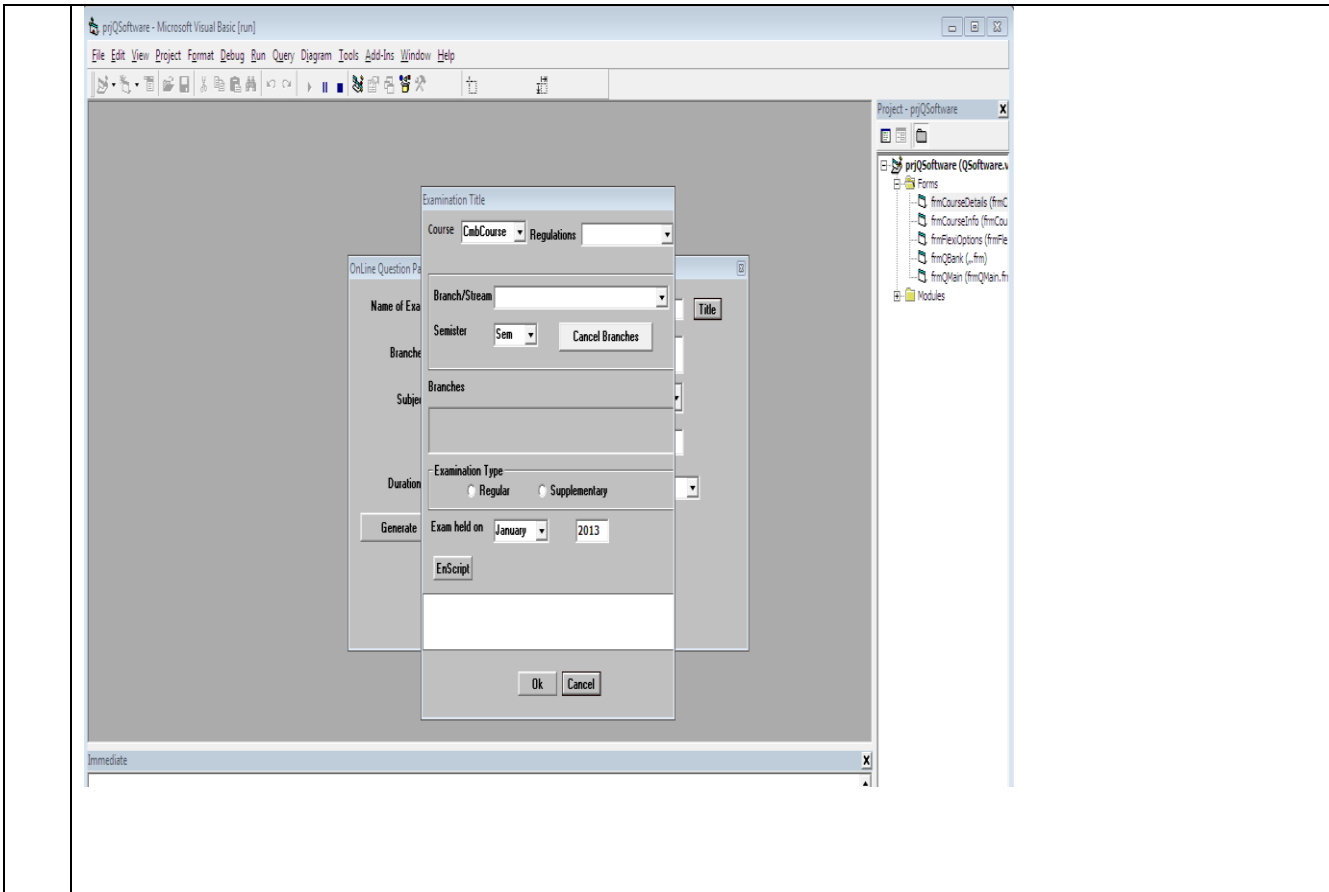 prjQSoftware - Microsoft Visual Basic [run]
File Edit View Project Format Debug Run Query Diagram Tools Add-Ins Window Help
Project - prjQSoftware
prjQSoftware (QSoftware.v
Forms
frmCourseDetails (frmC
frmCourseInfo (frmCou
frmFlexiOptions (frmFle
frmQBank (...frm)
frmQMain (frmQMain.fr
Modules
Examination Title
Course CmbCourse Regulations
OnLine Question Pa
Branch/Stream
Name of Exa
Title
Semister Sem Cancel Branches
Branche
Branches
Subje
Examination Type
Regular Supplementary
Duration
Generate
Exam held on January 2013
EnScript
Ok Cancel
Immediate